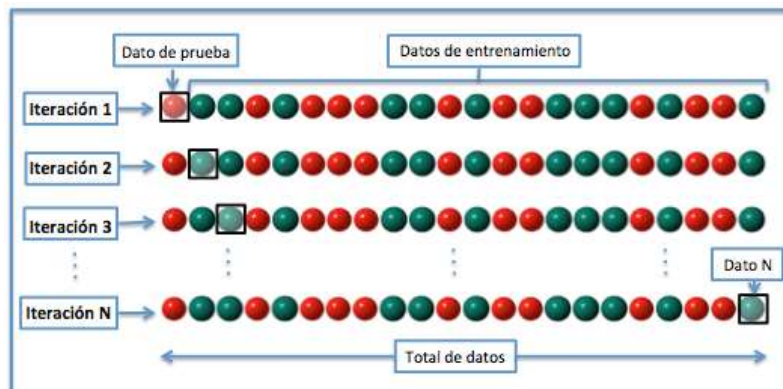 Dato de prueba
Datos de entrenamiento
Iteración 1
Iteración 2
Iteración 3
Dato N
Iteración N
Total de datos